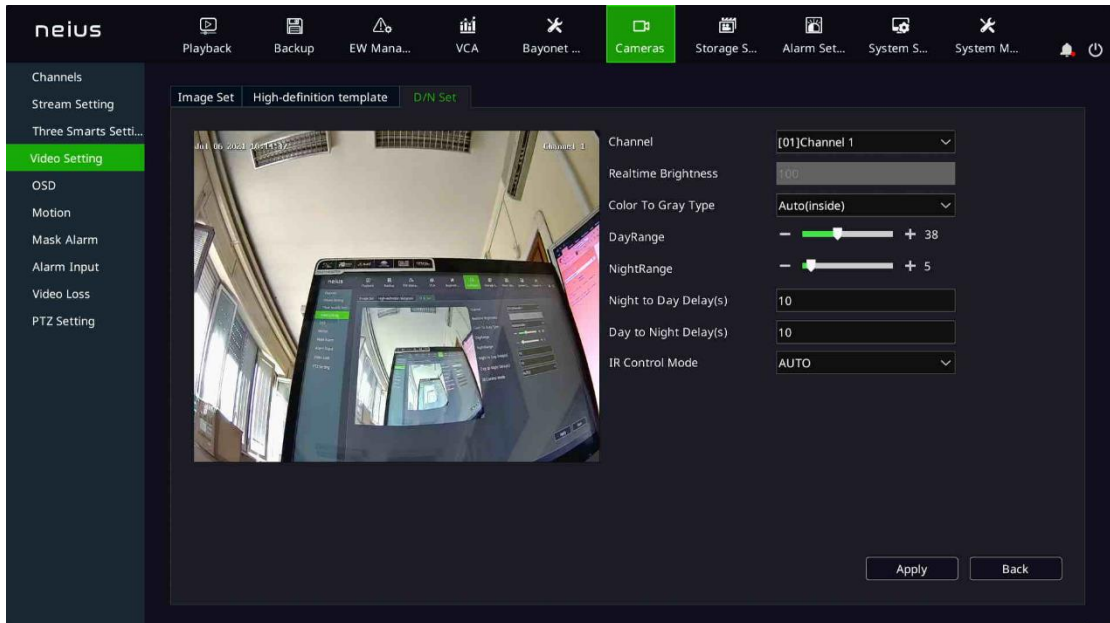 neius
Playback
Backup
EW Mana...
VCA
Bayonet ...
Cameras
Storage S...
Alarm Set...
System S...
System M...
Channels
Stream Setting
Three Smarts Setti...
Video Setting
OSD
Motion
Mask Alarm
Alarm Input
Video Loss
PTZ Setting
Image Set
High-definition template
D/N Set
Channel 1
Channel
[01]Channel 1
Realtime Brightness
100
Color To Gray Type
Auto(inside)
DayRange
38
NightRange
5
Night to Day Delay(s)
10
Day to Night Delay(s)
10
IR Control Mode
AUTO
Apply
Back